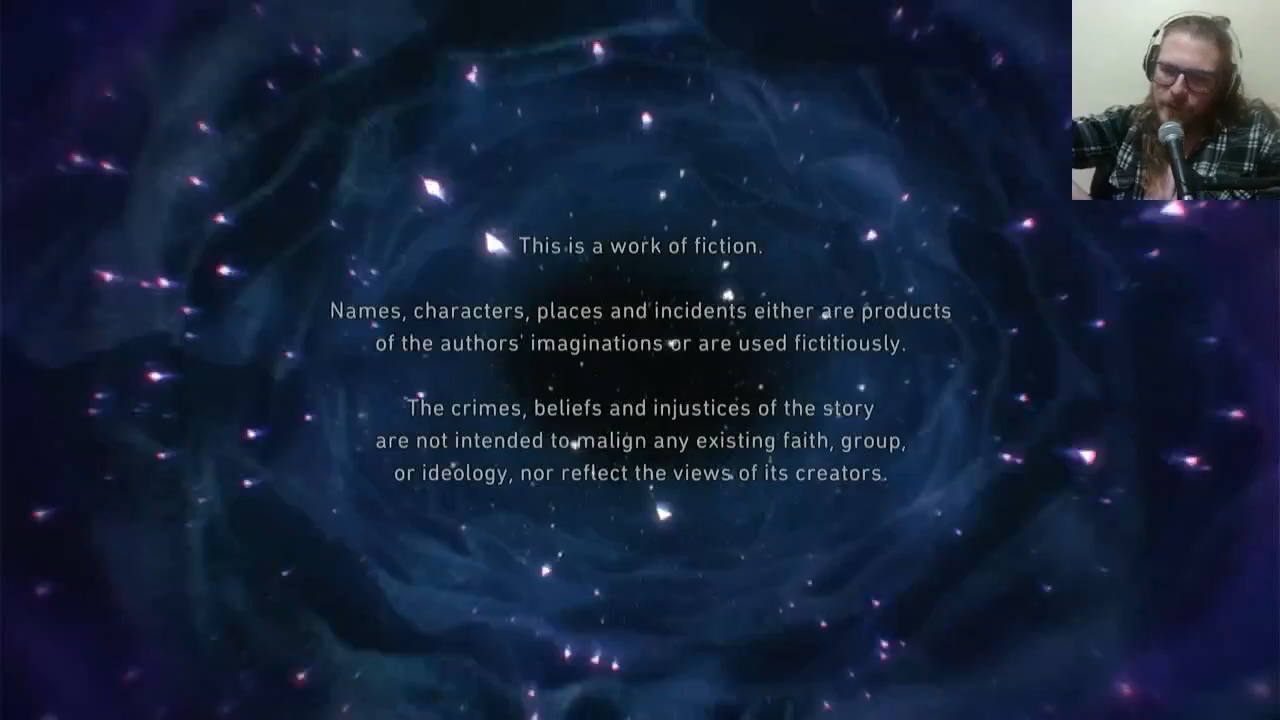 This is a work of fiction.
Names, characters, places and incidents either are products
of the authors' imaginations or are used fictitiously.
The crimes, beliefs and injustices of the story
are not intended to malign any existing faith, group,
or ideology, nor reflect the views of its creators.